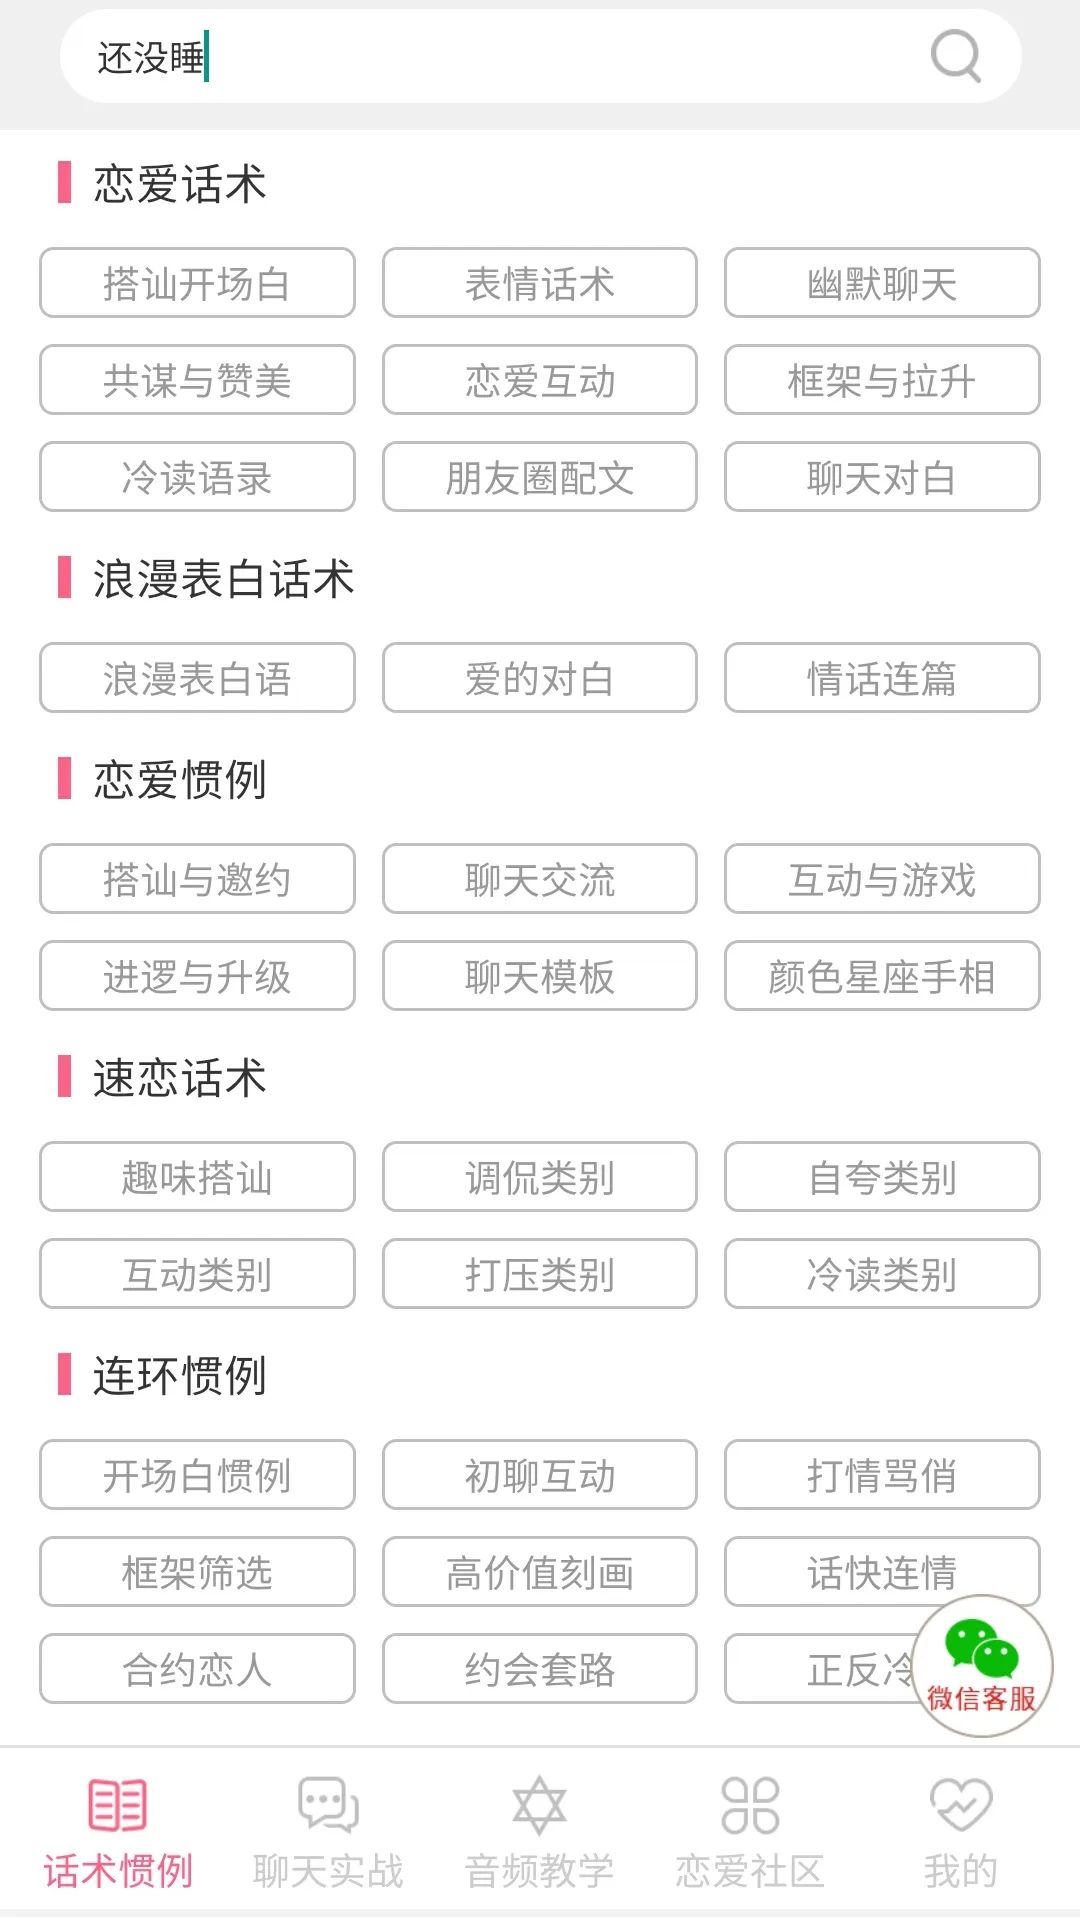 还没睡
恋爱话术
搭讪开场白 表情话术 幽默聊天
共谋与赞美 恋爱互动 框架与拉升
冷读语录 朋友圈配文 聊天对白
浪漫表白话术
浪漫表白语 爱的对白 情话连篇
恋爱惯例
搭讪与邀约 聊天交流 互动与游戏
进逻与升级 聊天模板 颜色星座手相
速恋话术
趣味搭讪 调侃类别 自夸类别
互动类别 打压类别 冷读类别
连环惯例
开场白惯例 初聊互动 打情骂俏
框架筛选 高价值刻画 话快连情
合约恋人 约会套路 正反冷
微信客服
话术惯例 聊天实战 音频教学 恋爱社区 我的